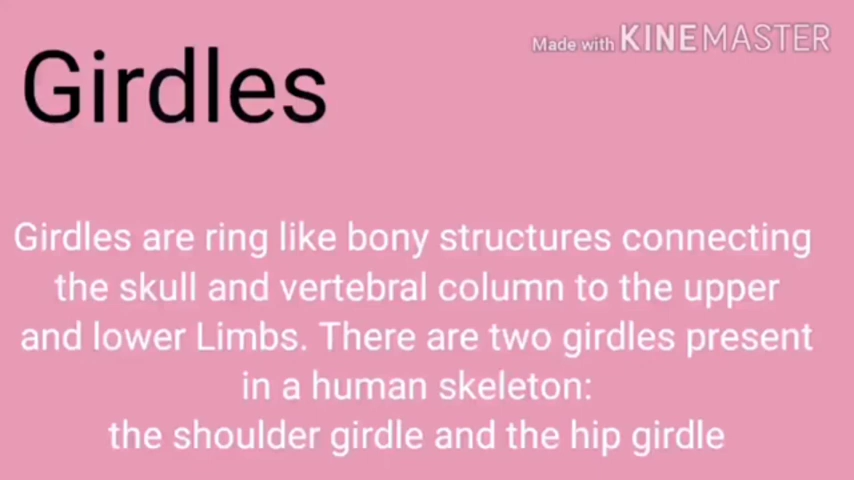 Made with KINEMASTER
Girdles
Girdles are ring like bony structures connecting
the skull and vertebral column to the upper
and lower Limbs. There are two girdles present
in a human skeleton:
the shoulder girdle and the hip girdle